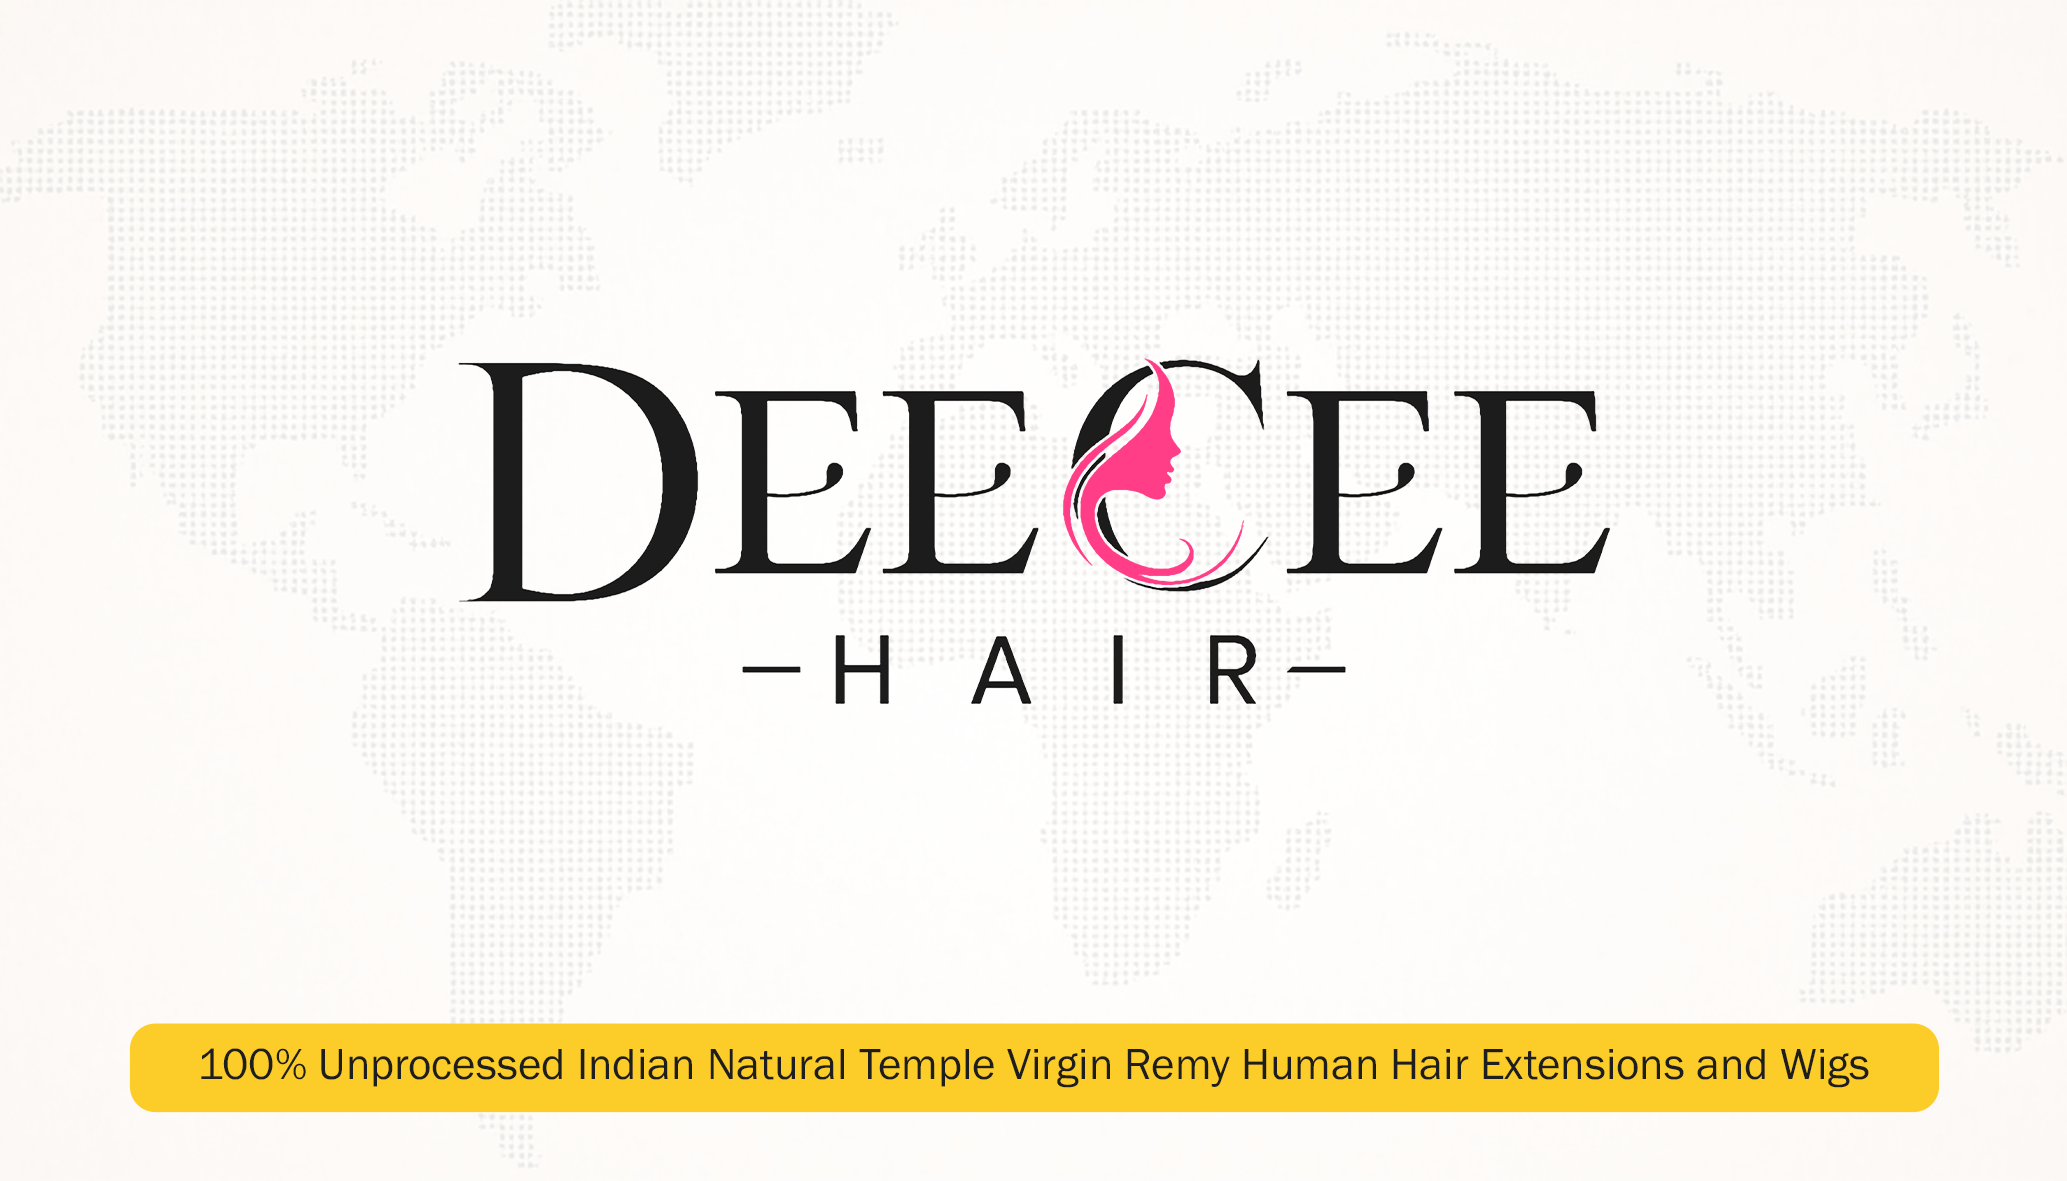 DEECEE
HAIR
100% Unprocessed Indian Natural Temple Virgin Remy Human Hair Extensions and Wigs